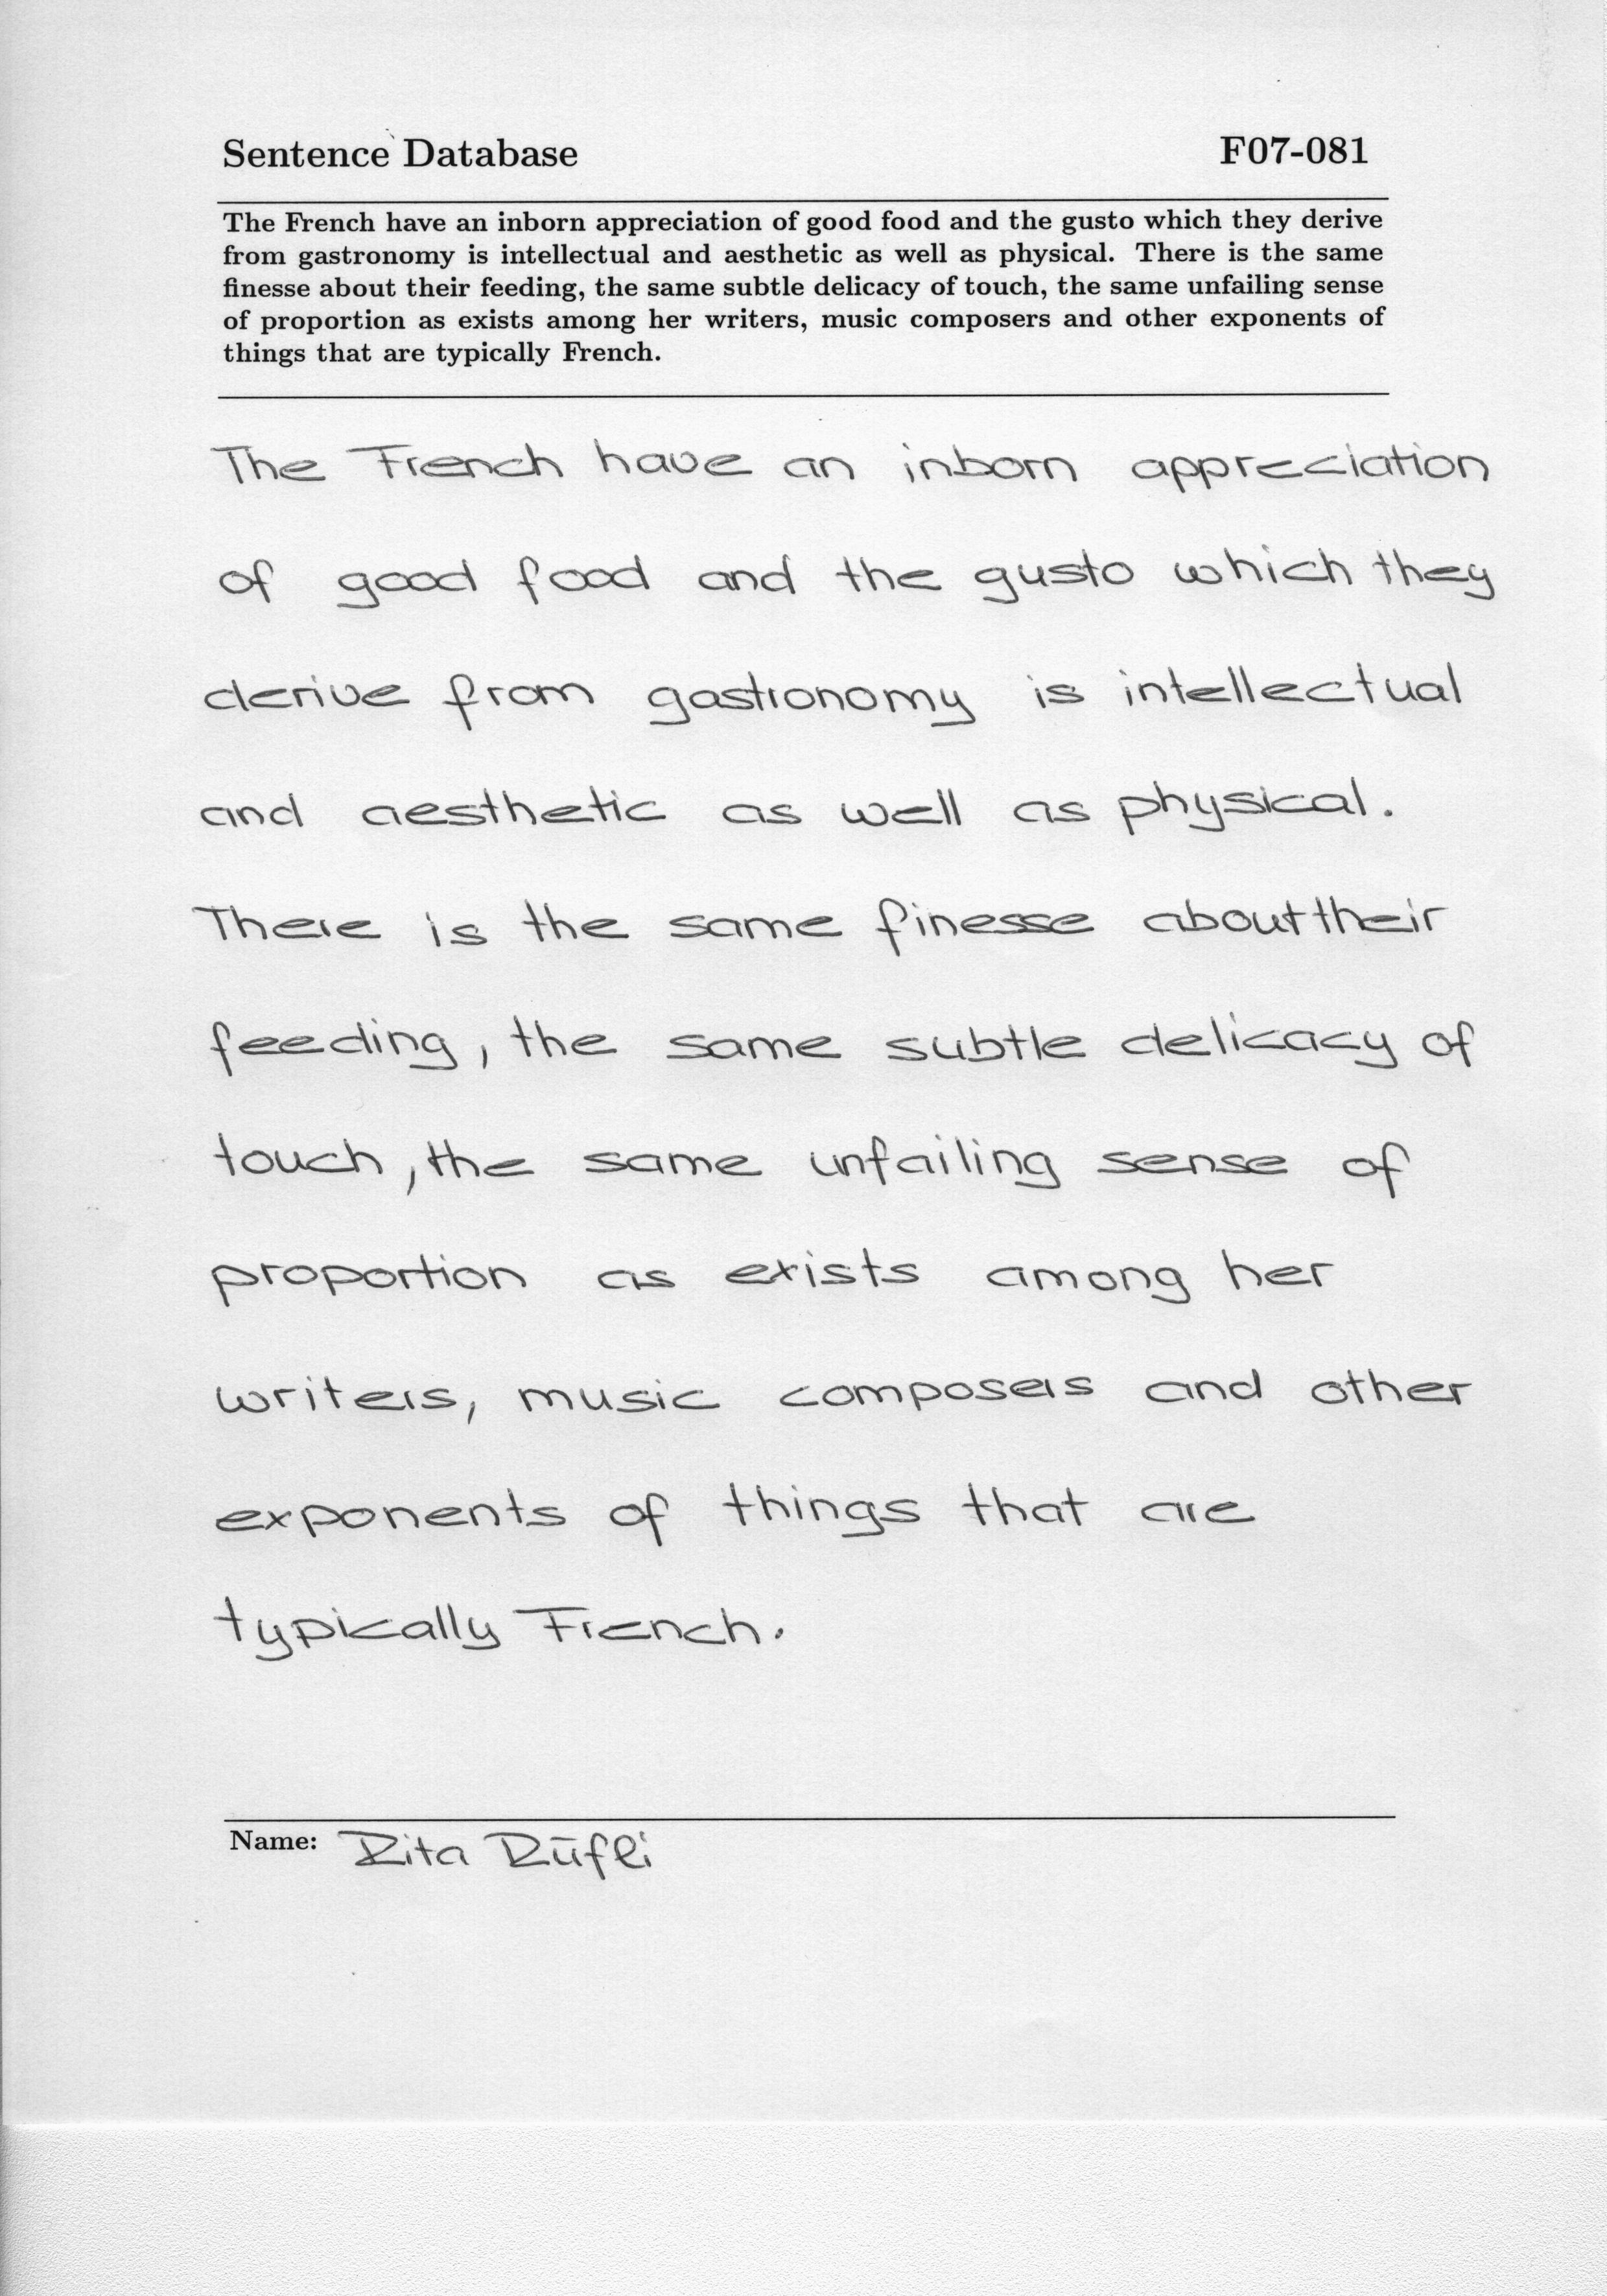 Sentence Database F07-081
The French have an inborn appreciation of good food and the gusto which they derive
from gastronomy is intellectual and aesthetic as well as physical. There is the same
finesse about their feeding, the same subtle delicacy of touch, the same unfailing sense
of proportion as exists among her writers, music composers and other exponents of
things that are typically French.
The French have an inborn appreciation
of good food and the gusto which they
derive from gastronomy is intellectual
and aesthetic as well as physical.
There is the same finesse about their
feeding, the same subtle delicacy of
touch, the same unfailing sense of
proportion as exists among her
writers, music composers and other
exponents of things that are
typically French.
Name: Rita Rüfli